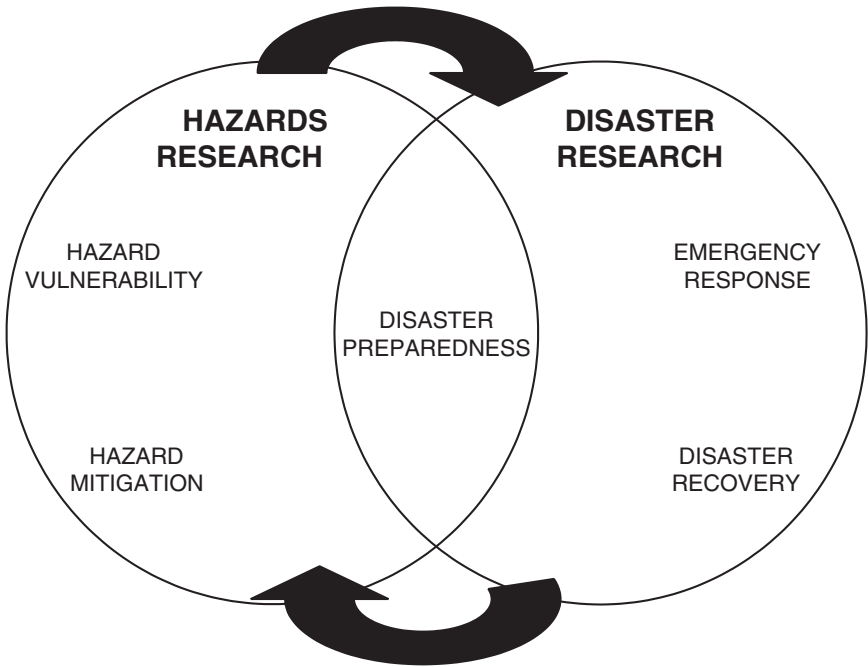 HAZARDS
RESEARCH
DISASTER
RESEARCH
HAZARD
VULNERABILITY
EMERGENCY
RESPONSE
DISASTER
PREPAREDNESS
HAZARD
MITIGATION
DISASTER
RECOVERY